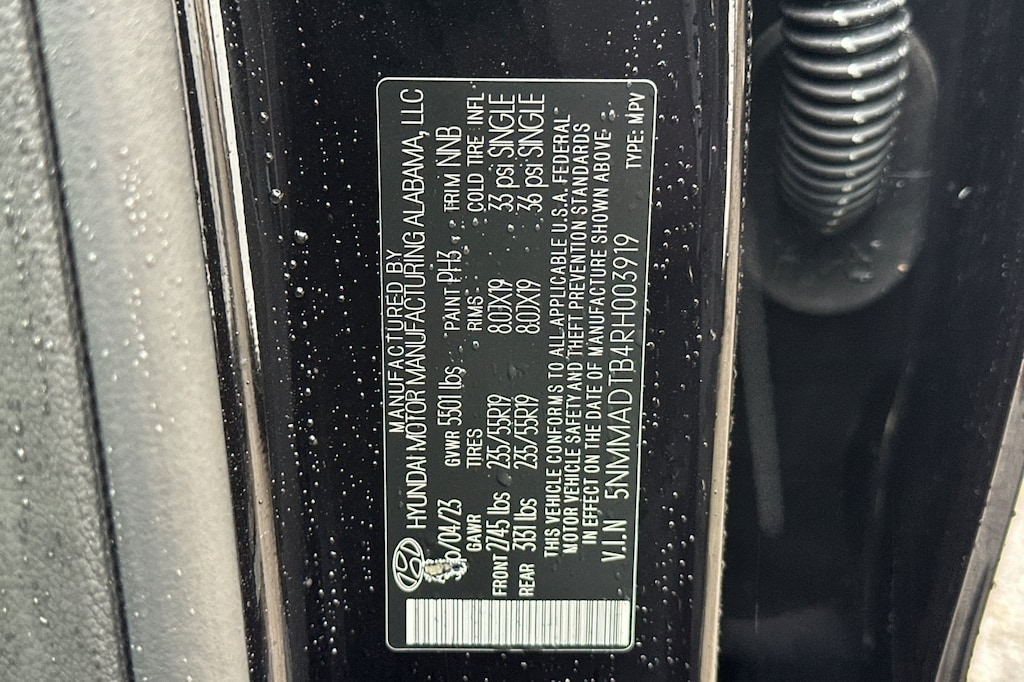 MANUFACTURED BY
HYUNDAI MOTOR MANUFACTURING ALABAMA, LLC
/04/23 GVWR 5501 lbs PAINT PH3 TRIM NNB
GAWR TIRES RIMS COLD TIRE INFL
FRONT 2745 lbs 235/55R19 8.0JX19 33 psi SINGLE
REAR 3131 lbs 235/55R19 8.0JX19 36 psi SINGLE
THIS VEHICLE CONFORMS TO ALL APPLICABLE U.S.A. FEDERAL
MOTOR VEHICLE SAFETY AND THEFT PREVENTION STANDARDS
IN EFFECT ON THE DATE OF MANUFACTURE SHOWN ABOVE.
V.I.N 5NMMADTB4RH003919 TYPE: MPV